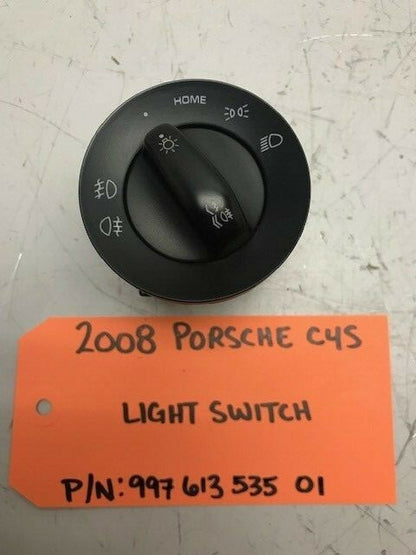 HOME
2008 PORSCHE C4S
LIGHT SWITCH
P/N: 997 613 535 01